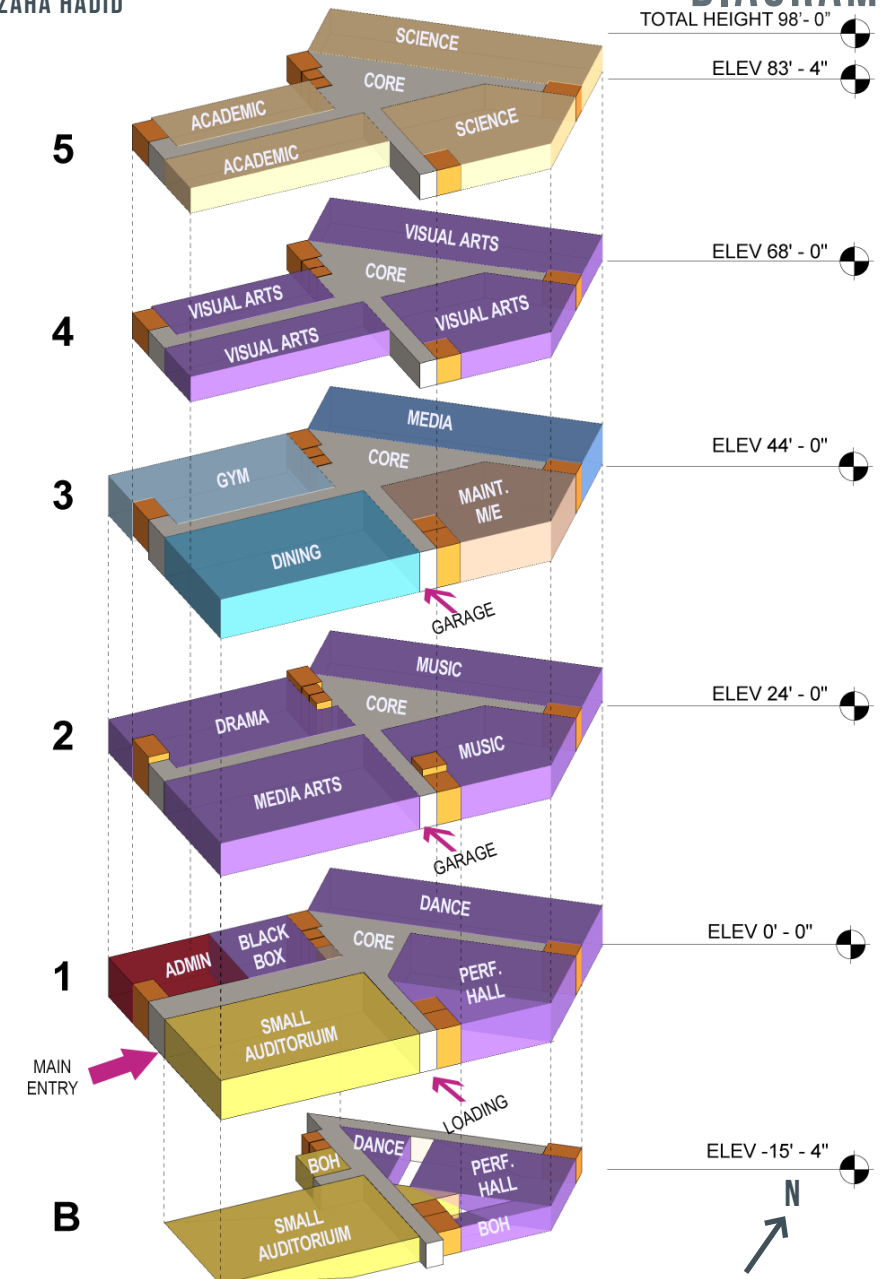 ZAHA HADID
DIAGRAM
TOTAL HEIGHT 98'- 0"
ELEV 83' - 4"
5
SCIENCE
CORE
ACADEMIC
SCIENCE
ACADEMIC
ELEV 68' - 0"
4
VISUAL ARTS
CORE
VISUAL ARTS
VISUAL ARTS
VISUAL ARTS
ELEV 44' - 0"
3
MEDIA
CORE
GYM
MAINT.
M/E
DINING
GARAGE
ELEV 24' - 0"
2
MUSIC
CORE
DRAMA
MUSIC
MEDIA ARTS
GARAGE
ELEV 0' - 0"
1
DANCE
BLACK
BOX
CORE
ADMIN
PERF.
HALL
SMALL
AUDITORIUM
MAIN
ENTRY
LOADING
ELEV -15' - 4"
B
DANCE
BOH
PERF.
HALL
BOH
SMALL
AUDITORIUM
N